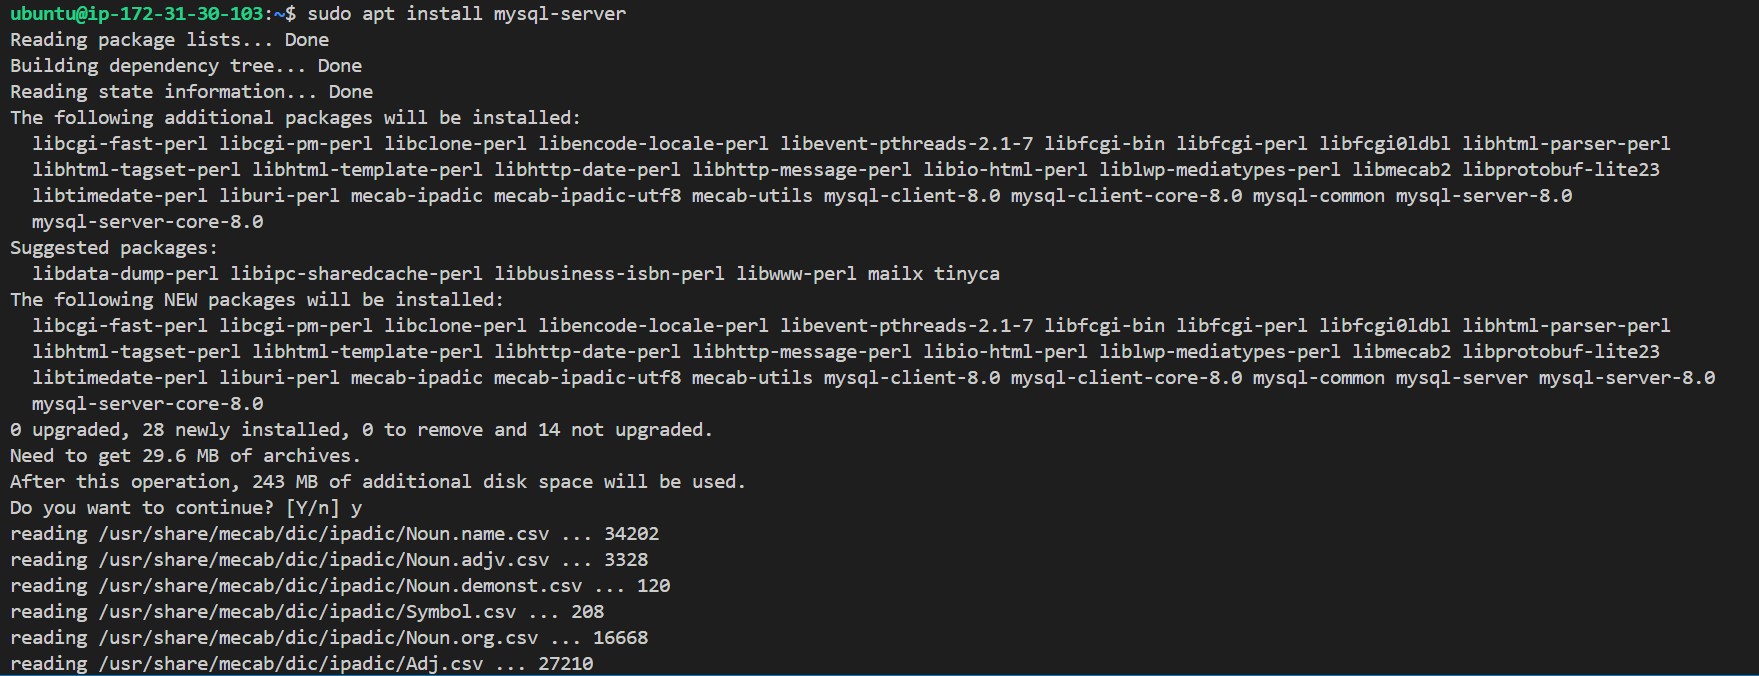 ubuntu@ip-172-31-30-103:~$ sudo apt install mysql-server
Reading package lists... Done
Building dependency tree... Done
Reading state information... Done
The following additional packages will be installed:
  libcgi-fast-perl libcgi-pm-perl libclone-perl libencode-locale-perl libevent-pthreads-2.1-7 libfcgi-bin libfcgi-perl libfcgi0ldbl libhtml-parser-perl
  libhtml-tagset-perl libhtml-template-perl libhttp-date-perl libhttp-message-perl libio-html-perl liblwp-mediatypes-perl libmecab2 libprotobuf-lite23
  libtimedate-perl liburi-perl mecab-ipadic mecab-ipadic-utf8 mecab-utils mysql-client-8.0 mysql-client-core-8.0 mysql-common mysql-server-8.0
  mysql-server-core-8.0
Suggested packages:
  libdata-dump-perl libipc-sharedcache-perl libbusiness-isbn-perl libwww-perl mailx tinyca
The following NEW packages will be installed:
  libcgi-fast-perl libcgi-pm-perl libclone-perl libencode-locale-perl libevent-pthreads-2.1-7 libfcgi-bin libfcgi-perl libfcgi0ldbl libhtml-parser-perl
  libhtml-tagset-perl libhtml-template-perl libhttp-date-perl libhttp-message-perl libio-html-perl liblwp-mediatypes-perl libmecab2 libprotobuf-lite23
  libtimedate-perl liburi-perl mecab-ipadic mecab-ipadic-utf8 mecab-utils mysql-client-8.0 mysql-client-core-8.0 mysql-common mysql-server mysql-server-8.0
  mysql-server-core-8.0
0 upgraded, 28 newly installed, 0 to remove and 14 not upgraded.
Need to get 29.6 MB of archives.
After this operation, 243 MB of additional disk space will be used.
Do you want to continue? [Y/n] y
reading /usr/share/mecab/dic/ipadic/Noun.name.csv ... 34202
reading /usr/share/mecab/dic/ipadic/Noun.adjv.csv ... 3328
reading /usr/share/mecab/dic/ipadic/Noun.demonst.csv ... 120
reading /usr/share/mecab/dic/ipadic/Symbol.csv ... 208
reading /usr/share/mecab/dic/ipadic/Noun.org.csv ... 16668
reading /usr/share/mecab/dic/ipadic/Adj.csv ... 27210